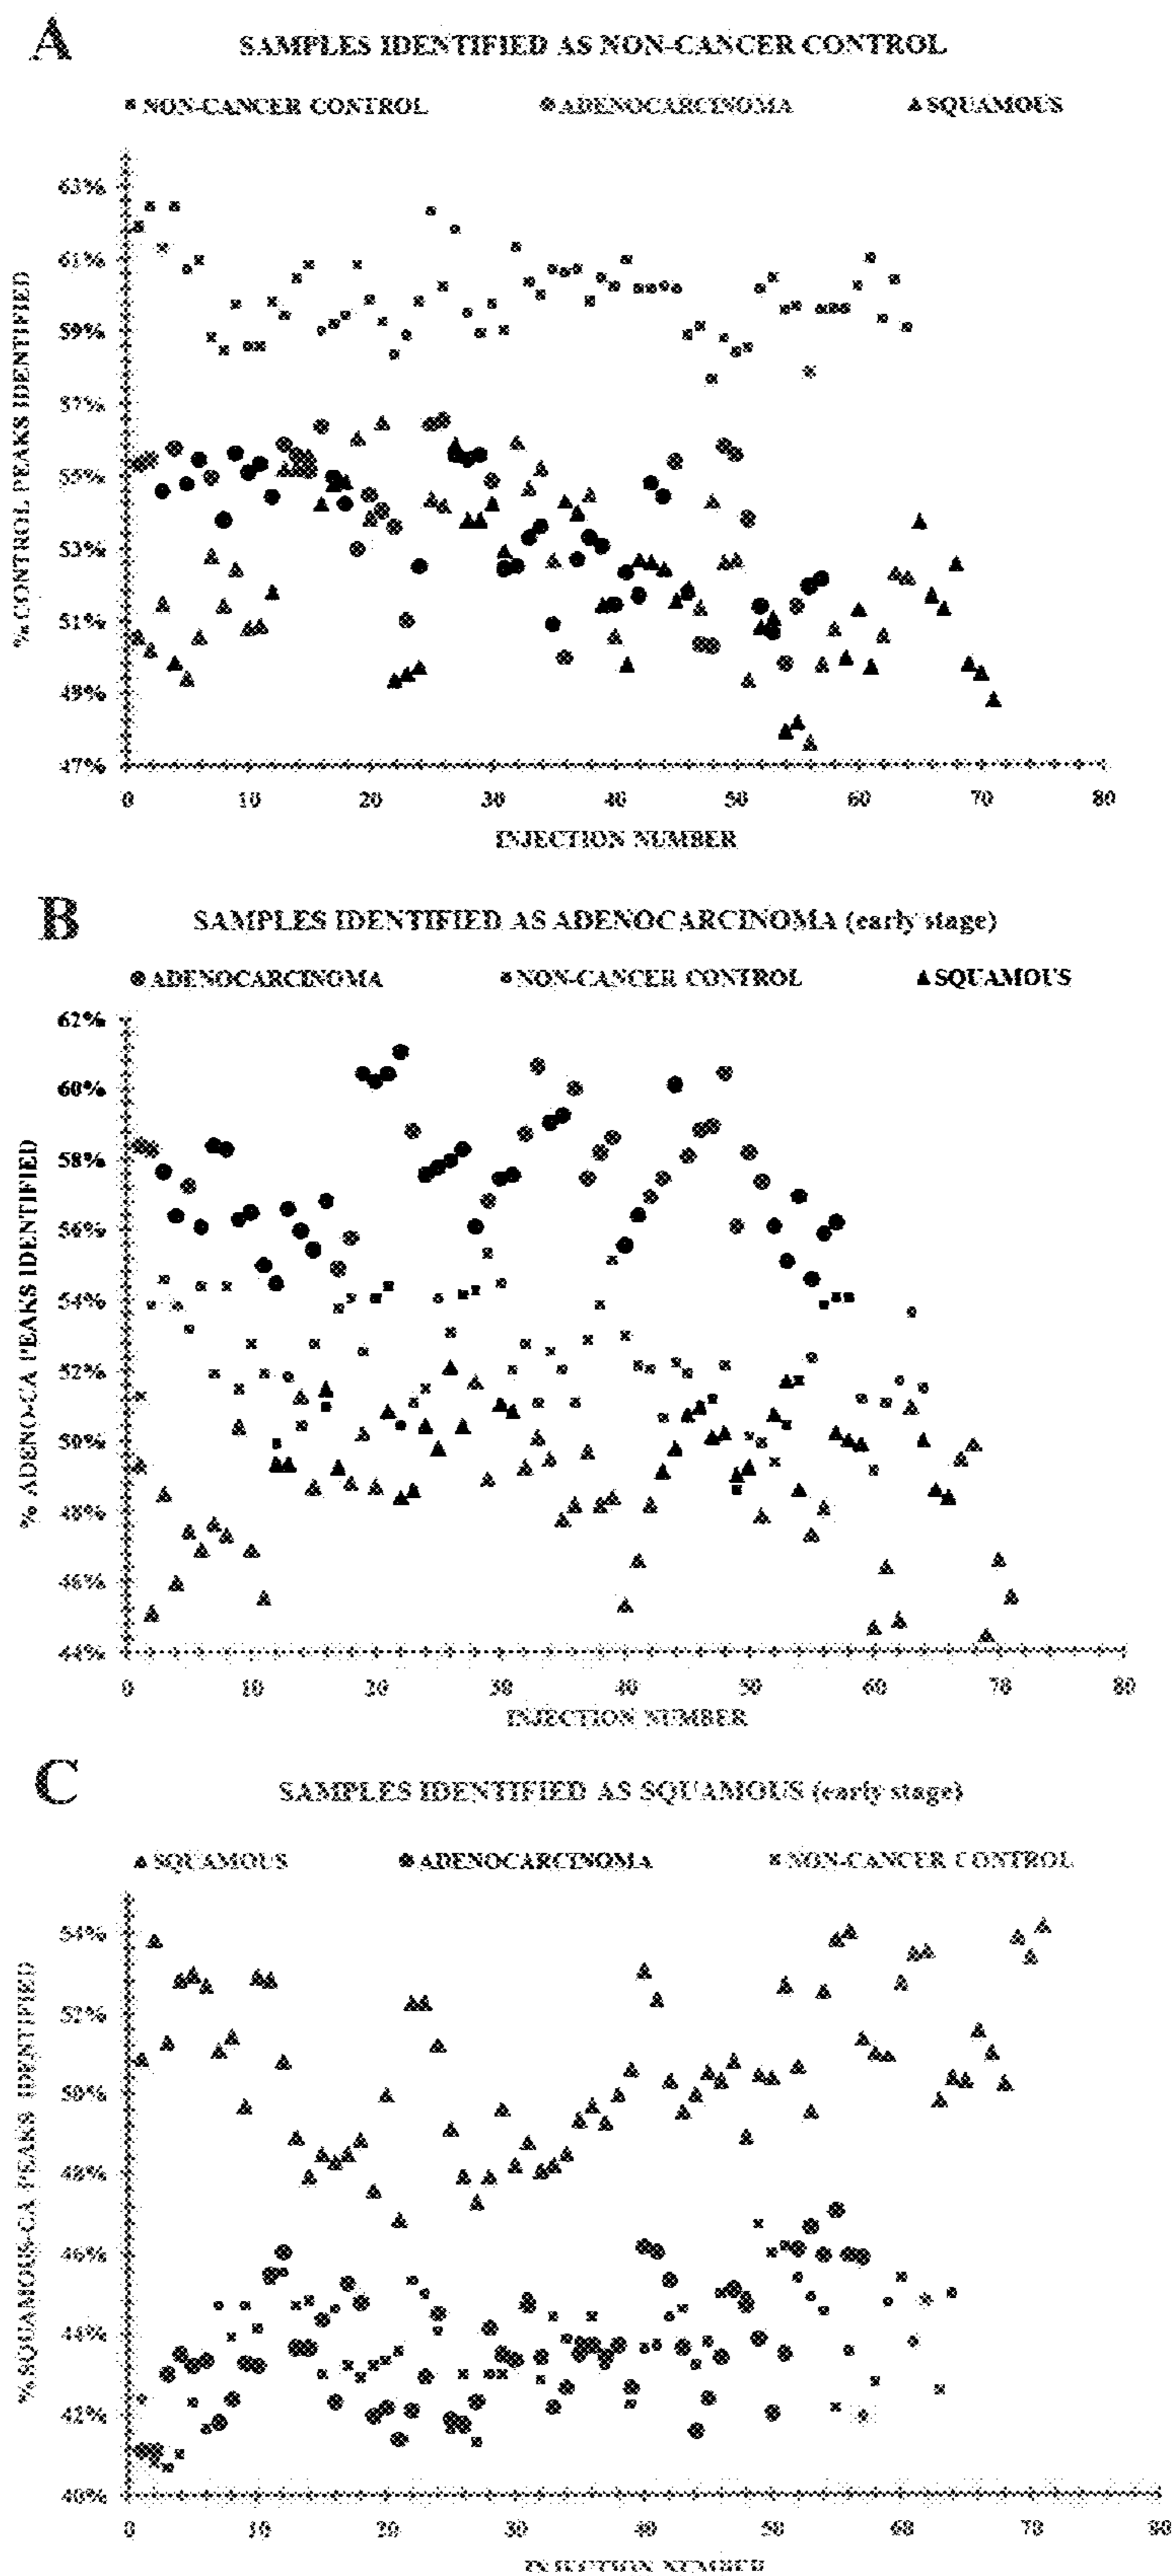 A
SAMPLES IDENTIFIED AS NON-CANCER CONTROL
NON-CANCER CONTROL ADENOCARCINOMA SQUAMOUS
% CONTROL PEAKS IDENTIFIED
63%
61%
59%
57%
55%
53%
51%
49%
47%
0 10 20 30 40 50 60 70 80
INJECTION NUMBER
B
SAMPLES IDENTIFIED AS ADENOCARCINOMA (early stage)
ADENOCARCINOMA NON-CANCER CONTROL SQUAMOUS
% ADENO-CA PEAKS IDENTIFIED
62%
60%
58%
56%
54%
52%
50%
48%
46%
44%
0 10 20 30 40 50 60 70 80
INJECTION NUMBER
C
SAMPLES IDENTIFIED AS SQUAMOUS (early stage)
SQUAMOUS ADENOCARCINOMA NON-CANCER CONTROL
% SQUAMOUS-CA PEAKS IDENTIFIED
54%
52%
50%
48%
46%
44%
42%
40%
0 10 20 30 40 50 60 70 80
INJECTION NUMBER